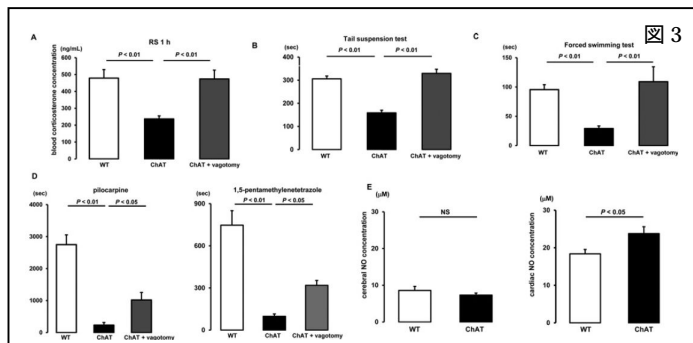 図 3
A
RS 1 h
(ng/mL)
P < 0.01
P < 0.01
blood corticosterone concentration
600
500
400
300
200
100
0
WT
ChAT
ChAT + vagotomy
B
Tail suspension test
(sec)
P < 0.01
P < 0.01
400
300
200
100
0
WT
ChAT
ChAT + vagotomy
C
Forced swimming test
(sec)
P < 0.01
P < 0.01
150
100
50
0
WT
ChAT
ChAT + vagotomy
D
pilocarpine
(sec)
P < 0.01
P < 0.05
4000
3000
2000
1000
0
WT
ChAT
ChAT + vagotomy
1,5-pentamethylenetetrazole
(sec)
P < 0.01
P < 0.05
900
600
300
0
WT
ChAT
ChAT + vagotomy
E
(μM)
NS
cerebral NO concentration
30
20
10
0
WT
ChAT
(μM)
P < 0.05
cardiac NO concentration
30
20
10
0
WT
ChAT